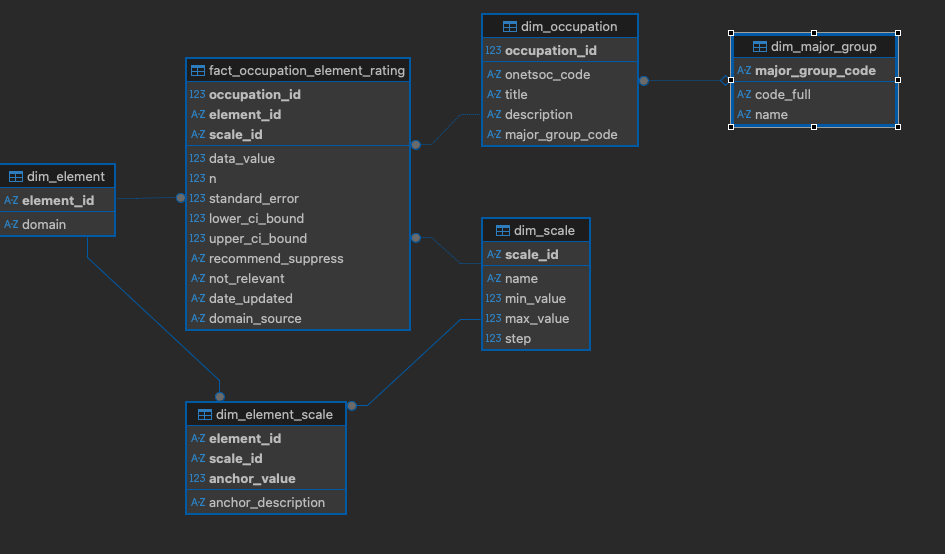 dim_occupation
123 occupation_id
A-Z onetsoc_code
A-Z title
A-Z description
A-Z major_group_code
dim_major_group
A-Z major_group_code
A-Z code_full
A-Z name
fact_occupation_element_rating
123 occupation_id
A-Z element_id
A-Z scale_id
123 data_value
123 n
123 standard_error
123 lower_ci_bound
123 upper_ci_bound
A-Z recommend_suppress
A-Z not_relevant
A-Z date_updated
A-Z domain_source
dim_element
A-Z element_id
A-Z domain
dim_scale
A-Z scale_id
A-Z name
123 min_value
123 max_value
123 step
dim_element_scale
A-Z element_id
A-Z scale_id
123 anchor_value
A-Z anchor_description